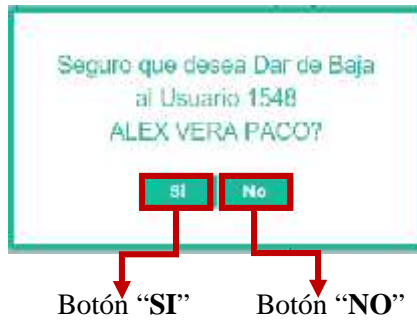 Seguro que desea Dar de Baja
al Usuario 1548
ALEX VERA PACO?
SI No
Botón “SI” Botón “NO”